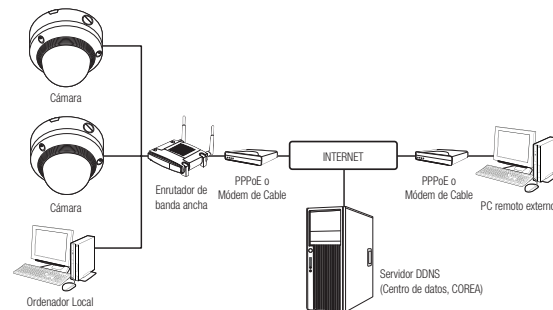 Cámara
Cámara
Ordenador Local
Enrutador de
banda ancha
PPPoE o
Módem de Cable
INTERNET
PPPoE o
Módem de Cable
PC remoto externo
Servidor DDNS
(Centro de datos, COREA)